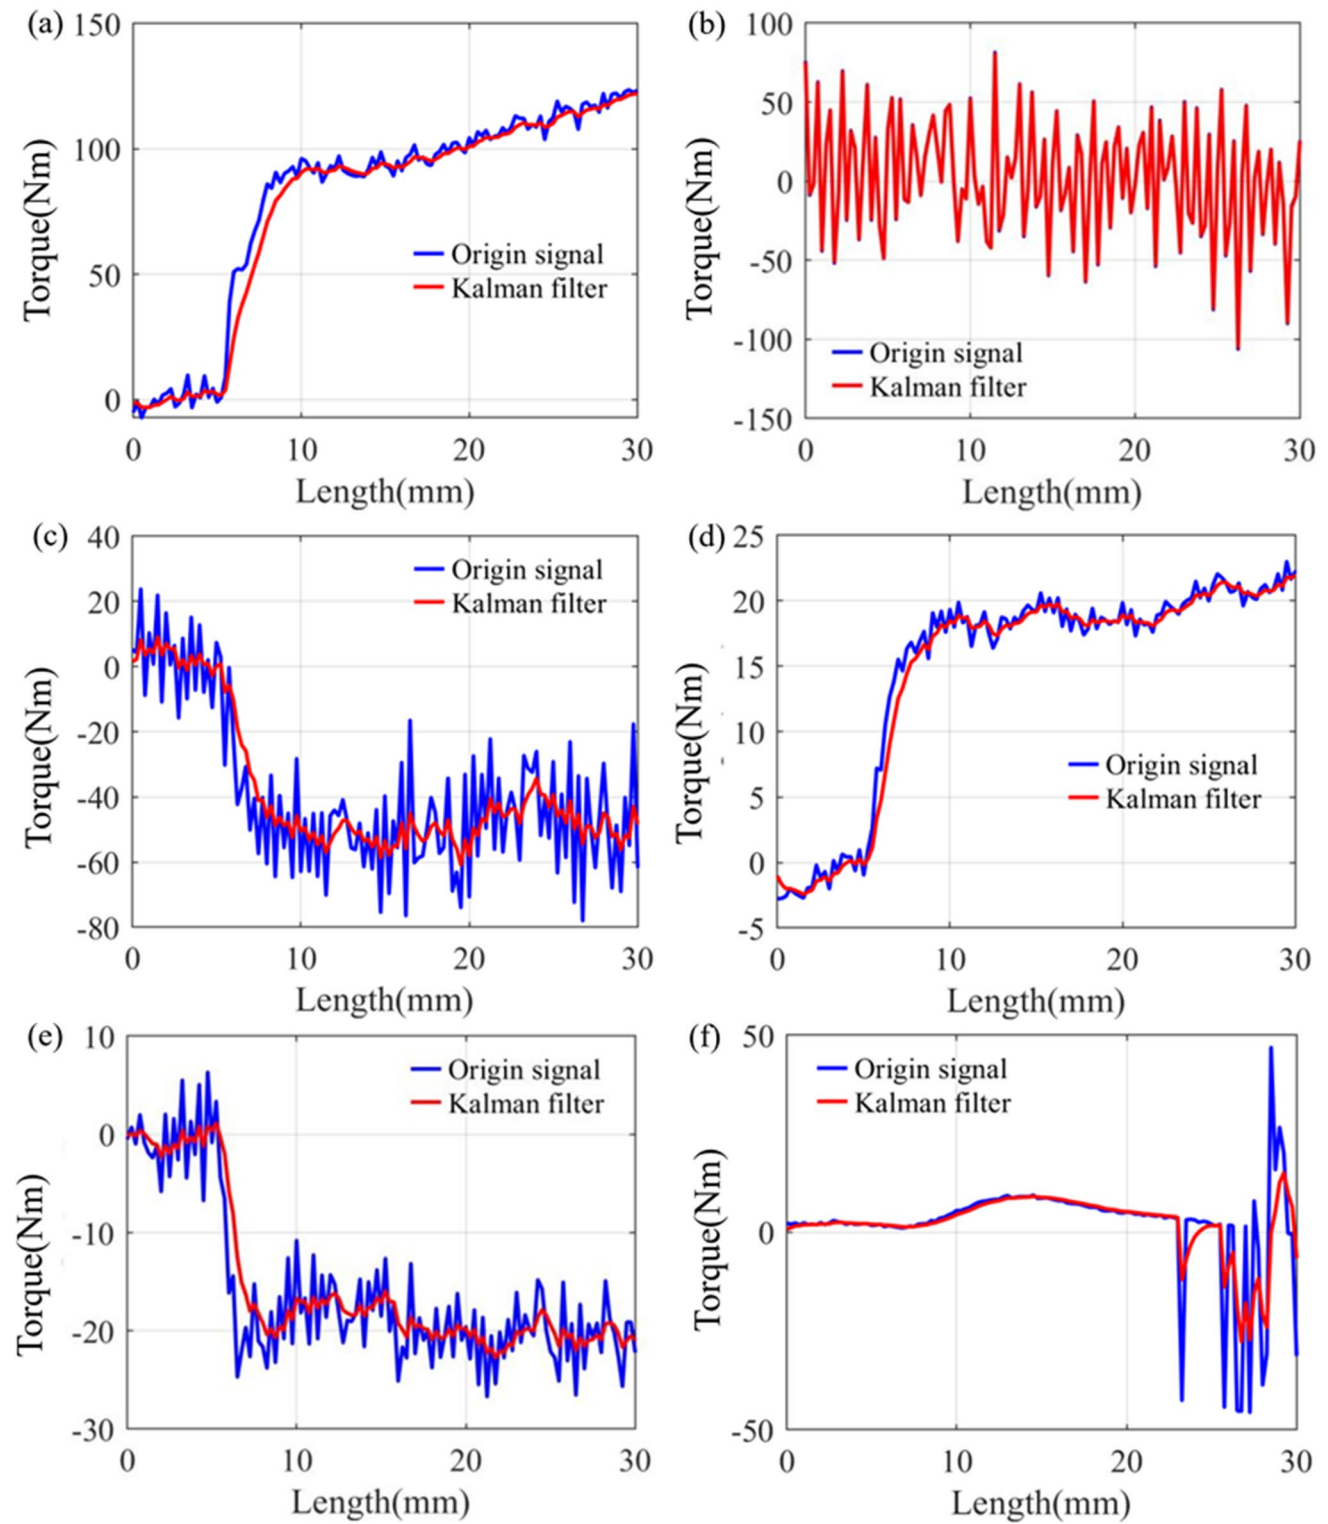 (a)
150
100
50
0
Torque(Nm)
Origin signal
Kalman filter
0 10 20 30
Length(mm)
(b)
100
50
0
-50
-100
-150
Torque(Nm)
Origin signal
Kalman filter
0 10 20 30
Length(mm)
(c)
40
20
0
-20
-40
-60
-80
Torque(Nm)
Origin signal
Kalman filter
0 10 20 30
Length(mm)
(d)
25
20
15
10
5
0
-5
Torque(Nm)
Origin signal
Kalman filter
0 10 20 30
Length(mm)
(e)
10
0
-10
-20
-30
Torque(Nm)
Origin signal
Kalman filter
0 10 20 30
Length(mm)
(f)
50
0
-50
Torque(Nm)
Origin signal
Kalman filter
0 10 20 30
Length(mm)